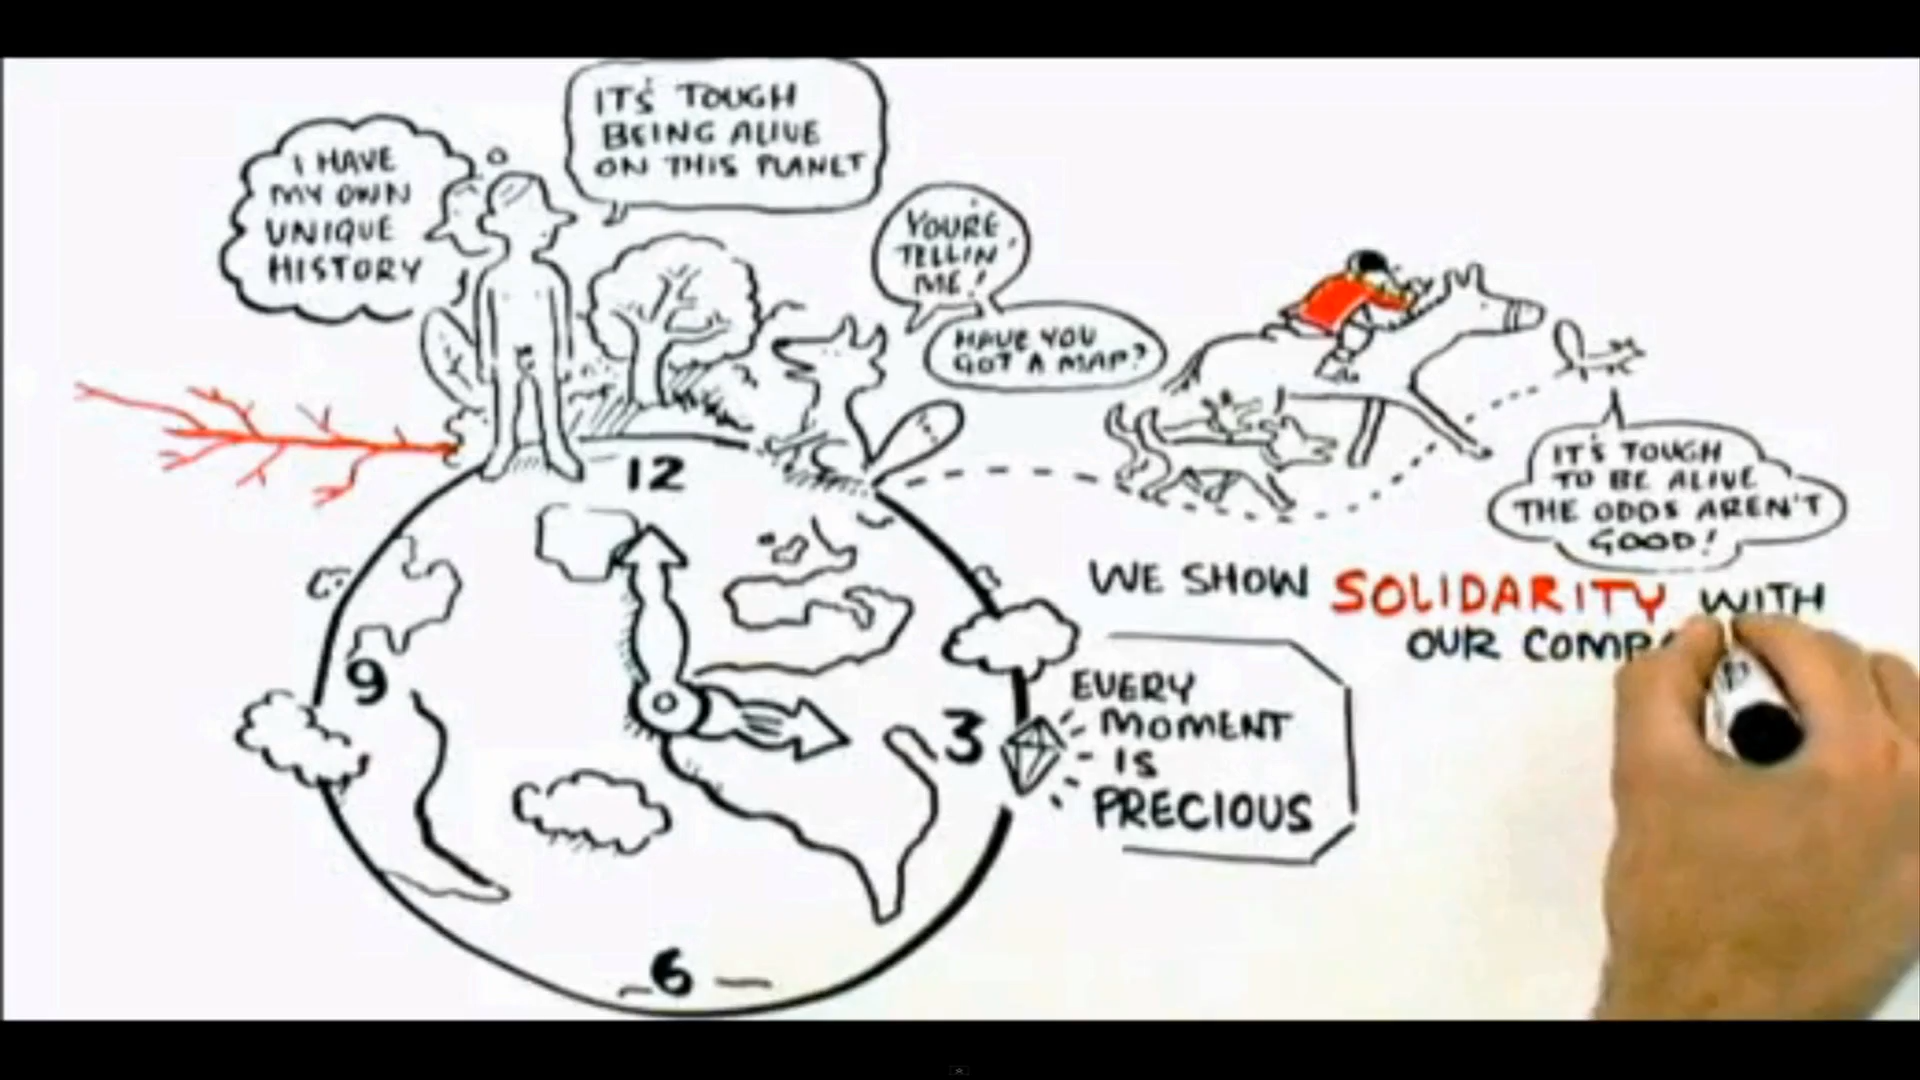 I HAVE
MY OWN
UNIQUE
HISTORY
IT'S TOUGH
BEING ALIVE
ON THIS PLANET
YOU'RE
TELLIN'
ME!
HAVE YOU
GOT A MAP?
IT'S TOUGH
TO BE ALIVE
THE ODDS AREN'T
GOOD!
WE SHOW SOLIDARITY WITH
OUR COMPA
12
9
3
6
EVERY
MOMENT
IS
PRECIOUS